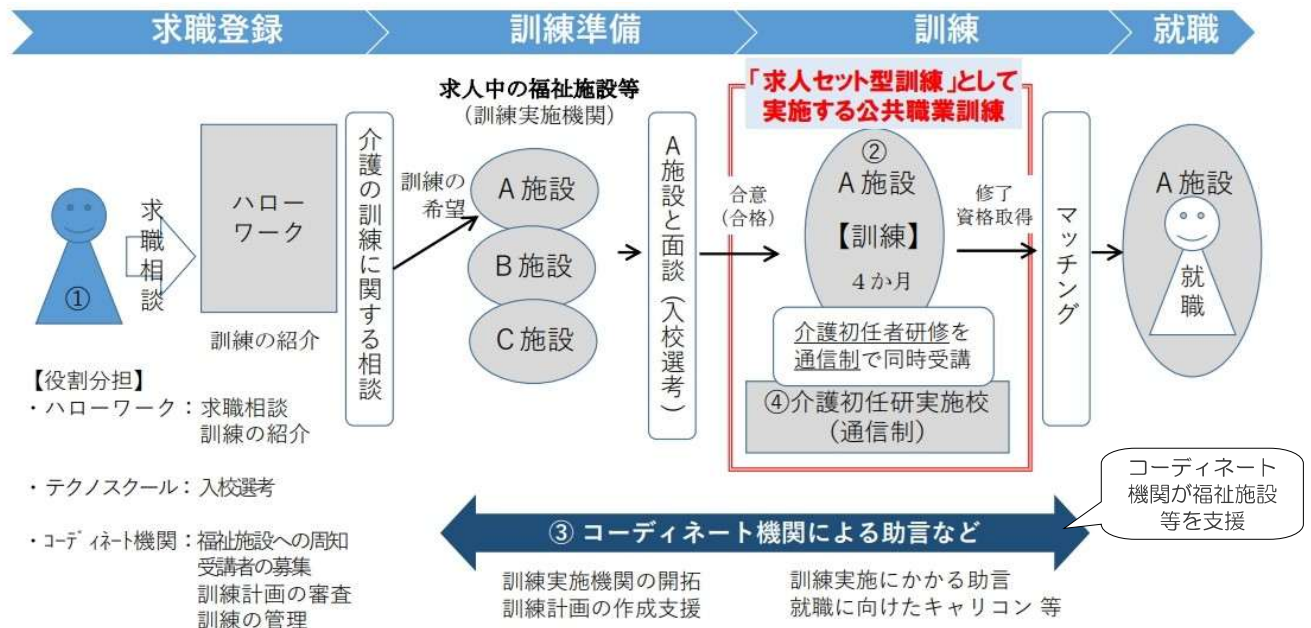 求職登録
訓練準備
訓練
就職
①
求職相談
ハロー
ワーク
訓練の紹介
介護の訓練に関する相談
訓練の
希望
求人中の福祉施設等
（訓練実施機関）
A施設
B施設
C施設
A施設と面談（入校選考）
合意
(合格)
「求人セット型訓練」として
実施する公共職業訓練
②
A施設
【訓練】
４か月
介護初任者研修を
通信制で同時受講
④介護初任研実施校
（通信制）
修了
資格取得
マッチング
A施設
就職
【役割分担】
・ハローワーク：求職相談
訓練の紹介
・テクノスクール：入校選考
・ｺｰﾃﾞｨﾈｰﾄ機関：福祉施設への周知
受講者の募集
訓練計画の審査
訓練の管理
③ コーディネート機関による助言など
訓練実施機関の開拓
訓練計画の作成支援
訓練実施にかかる助言
就職に向けたキャリコン 等
コーディネート
機関が福祉施設
等を支援